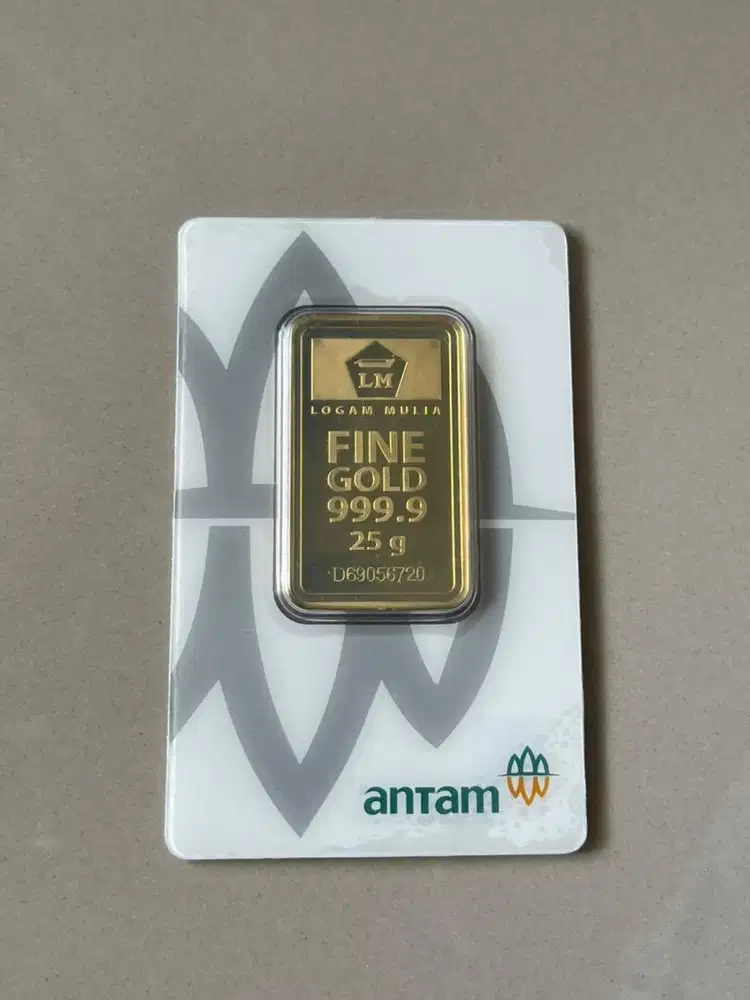 LM
LOGAM MULIA
FINE
GOLD
999.9
25 g
D69056720
antam